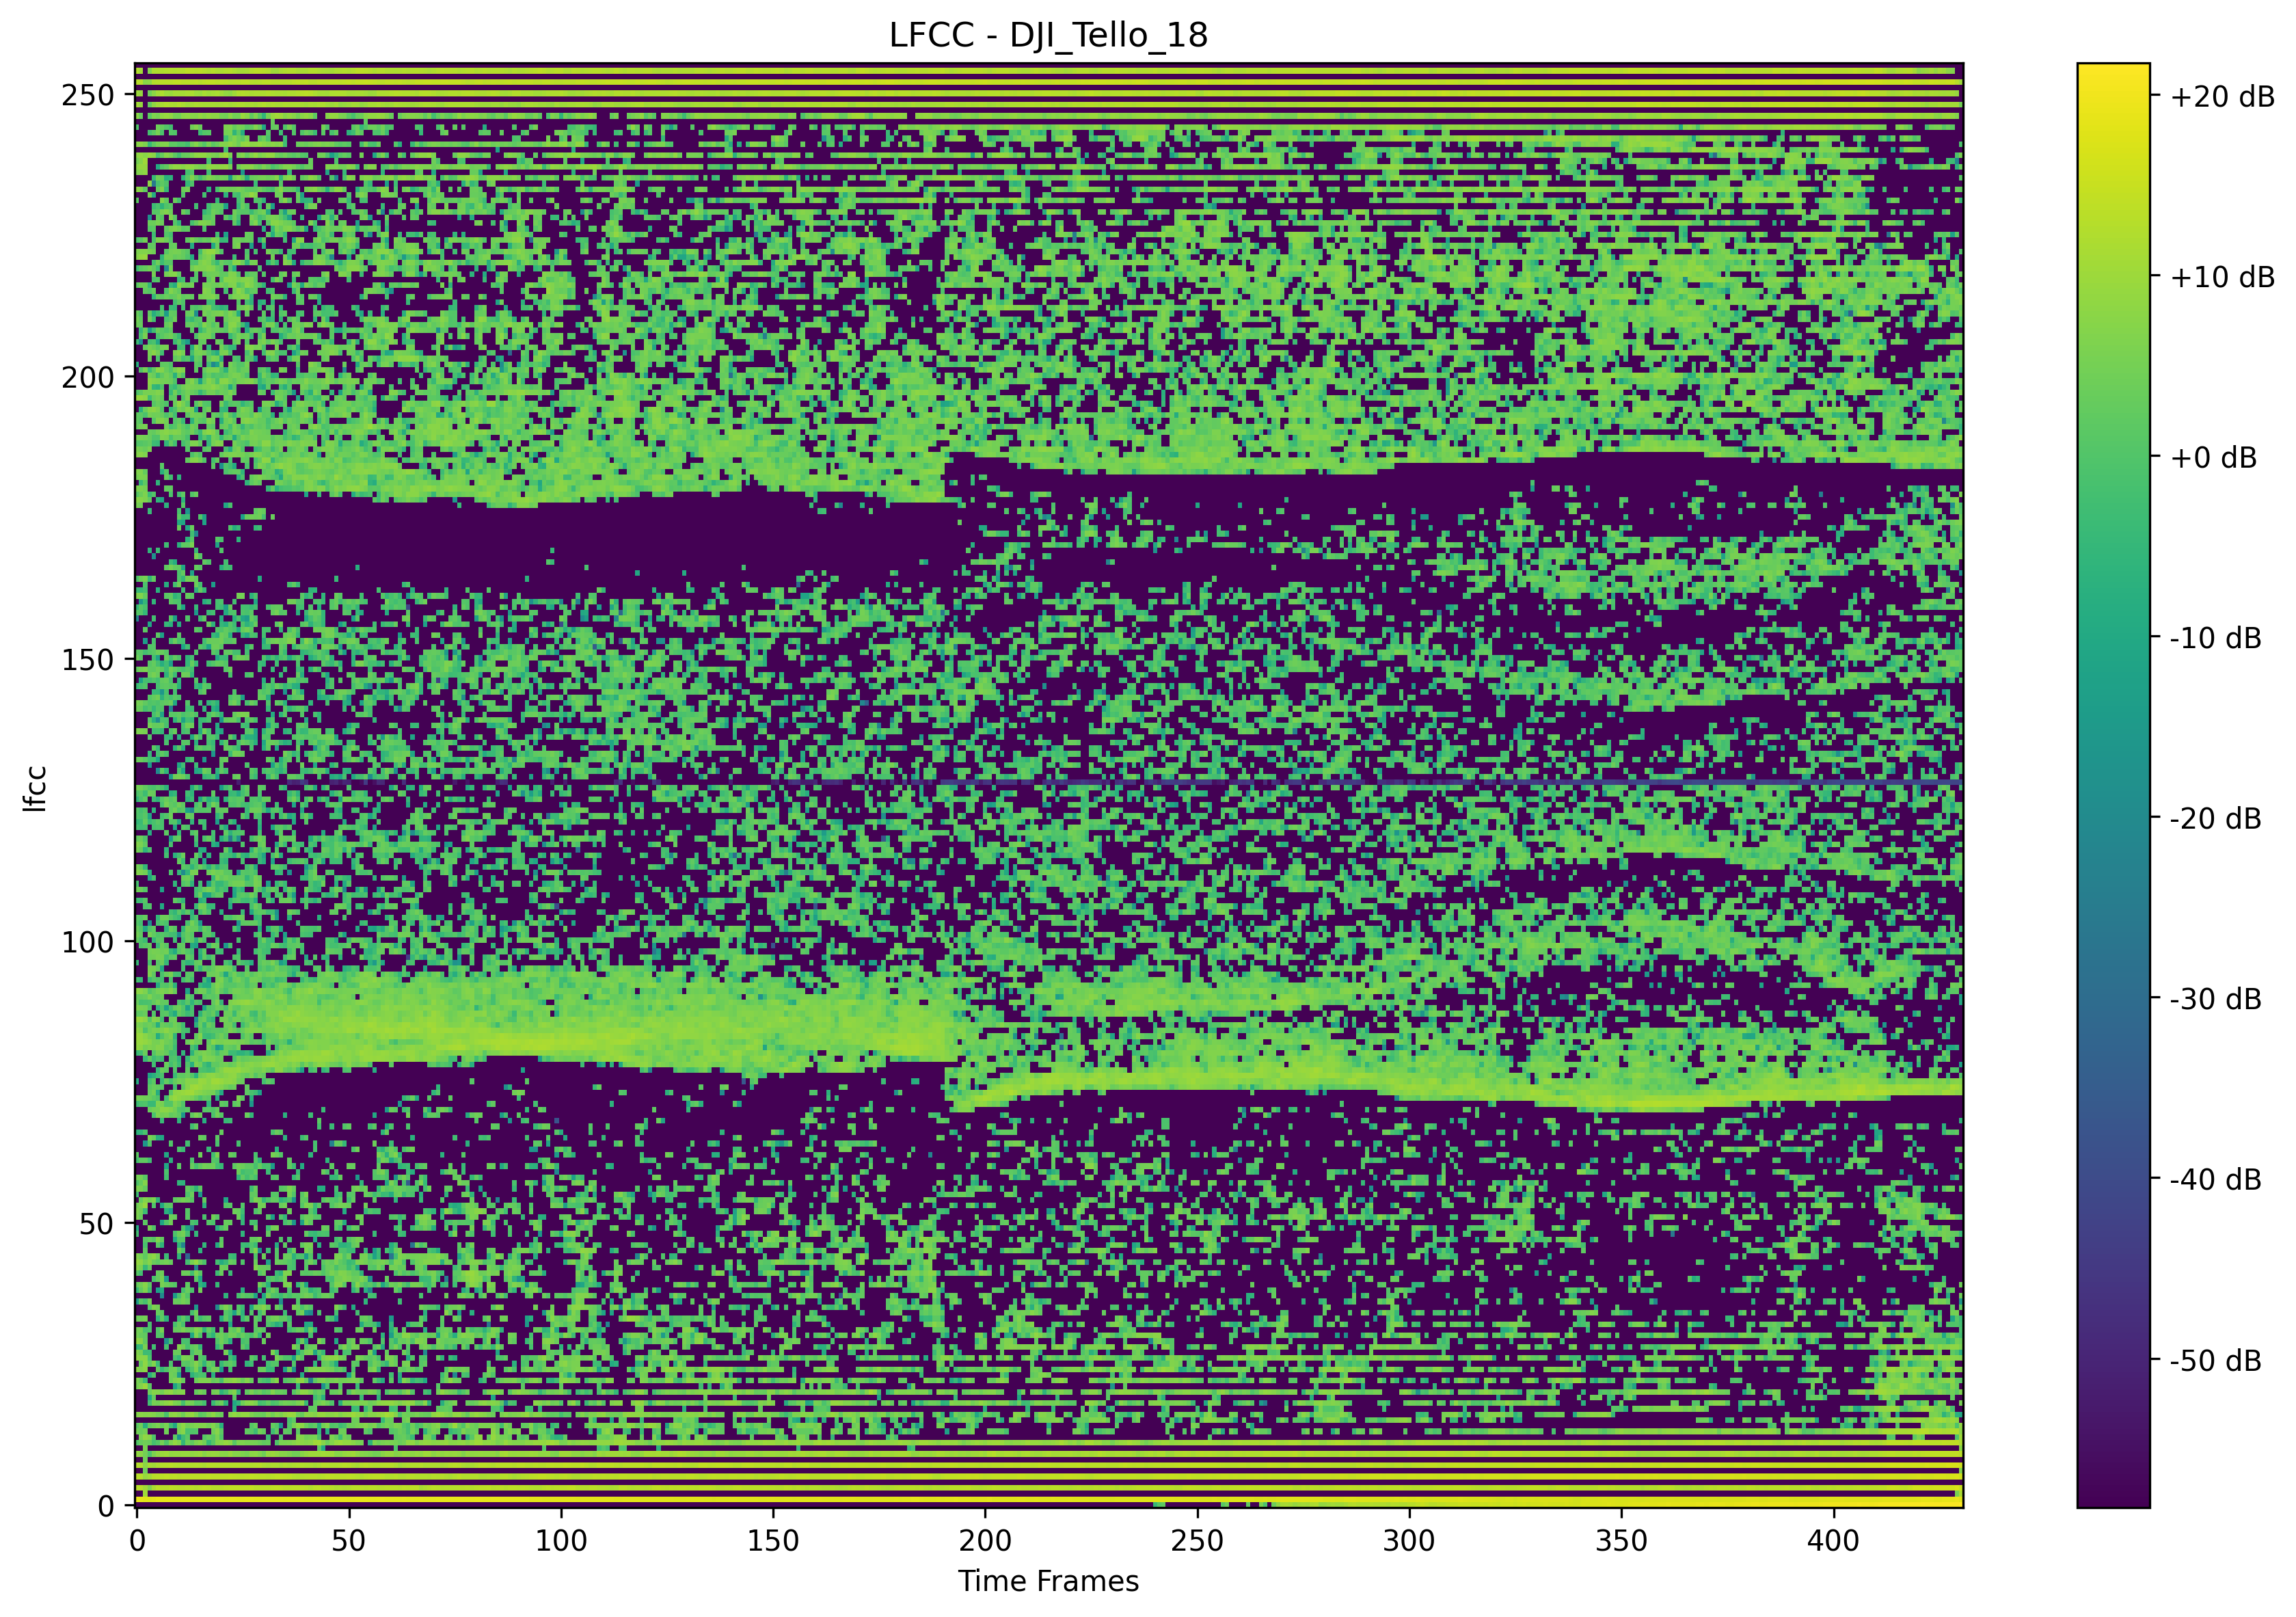 LFCC - DJI_Tello_18
250
200
150
100
50
0
lfcc
0 50 100 150 200 250 300 350 400
Time Frames
+20 dB
+10 dB
+0 dB
-10 dB
-20 dB
-30 dB
-40 dB
-50 dB